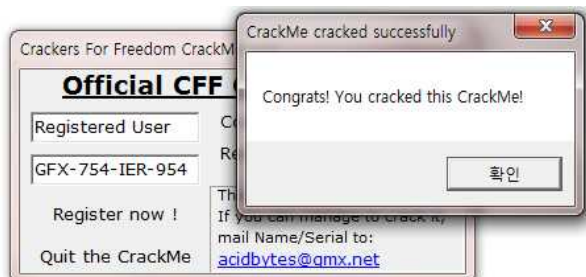 Crackers For Freedom CrackM
Official CFF
Registered User
GFX-754-IER-954
Register now !
Quit the CrackMe
If you can manage to crack it,
mail Name/Serial to:
acidbytes@gmx.net
CrackMe cracked successfully
Congrats! You cracked this CrackMe!
확인